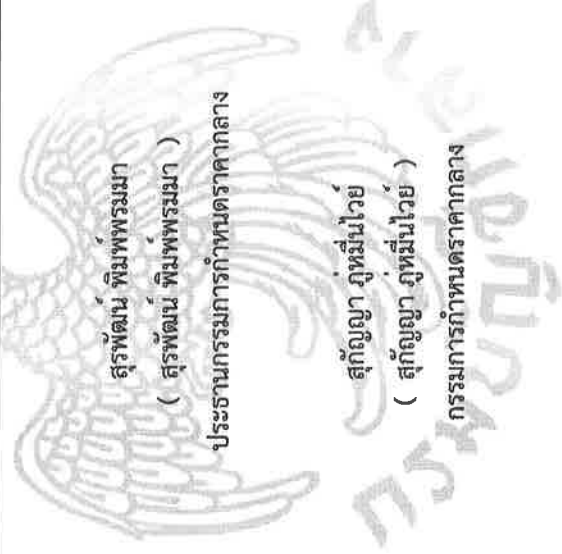 สุรพัฒน์ พิมพ์พรมมา
( สุรพัฒน์ พิมพ์พรมมา )
ประธานกรรมการกำหนดราคากลาง
สุกัญญา ภู่หมื่นไวย์
( สุกัญญา ภู่หมื่นไวย์ )
กรรมการกำหนดราคากลาง